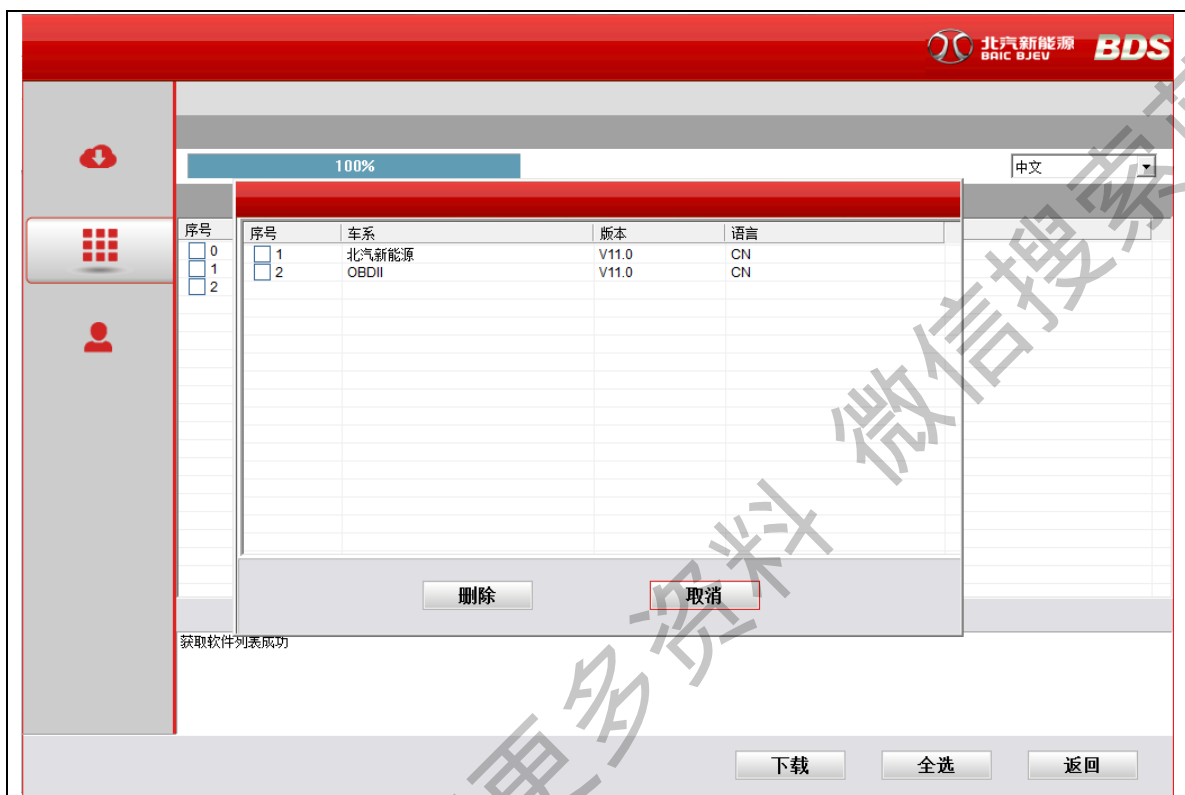 北汽新能源 BDS
BAIC BJEV
100%
中文
序号
0
1
2
序号 车系 版本 语言
1 北汽新能源 V11.0 CN
2 OBDII V11.0 CN
删除 取消
获取软件列表成功
下载 全选 返回
更多资料 微信搜索